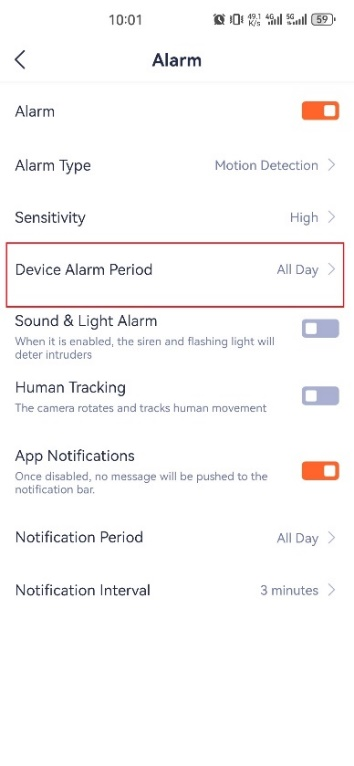 10:01
49.1 K/s 4G 5G 59
Alarm
Alarm
Alarm Type Motion Detection
Sensitivity High
Device Alarm Period All Day
Sound & Light Alarm
When it is enabled, the siren and flashing light will
deter intruders
Human Tracking
The camera rotates and tracks human movement
App Notifications
Once disabled, no message will be pushed to the
notification bar.
Notification Period All Day
Notification Interval 3 minutes